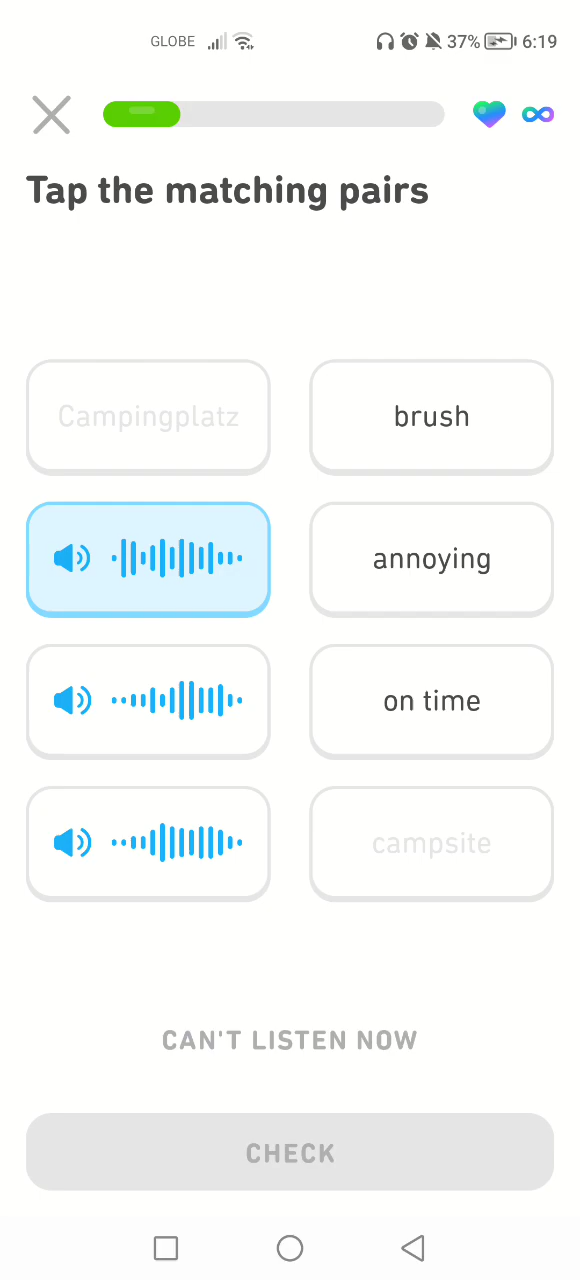 GLOBE 37% 6:19
Tap the matching pairs
Campingplatz brush
annoying
on time
campsite
CAN'T LISTEN NOW
CHECK